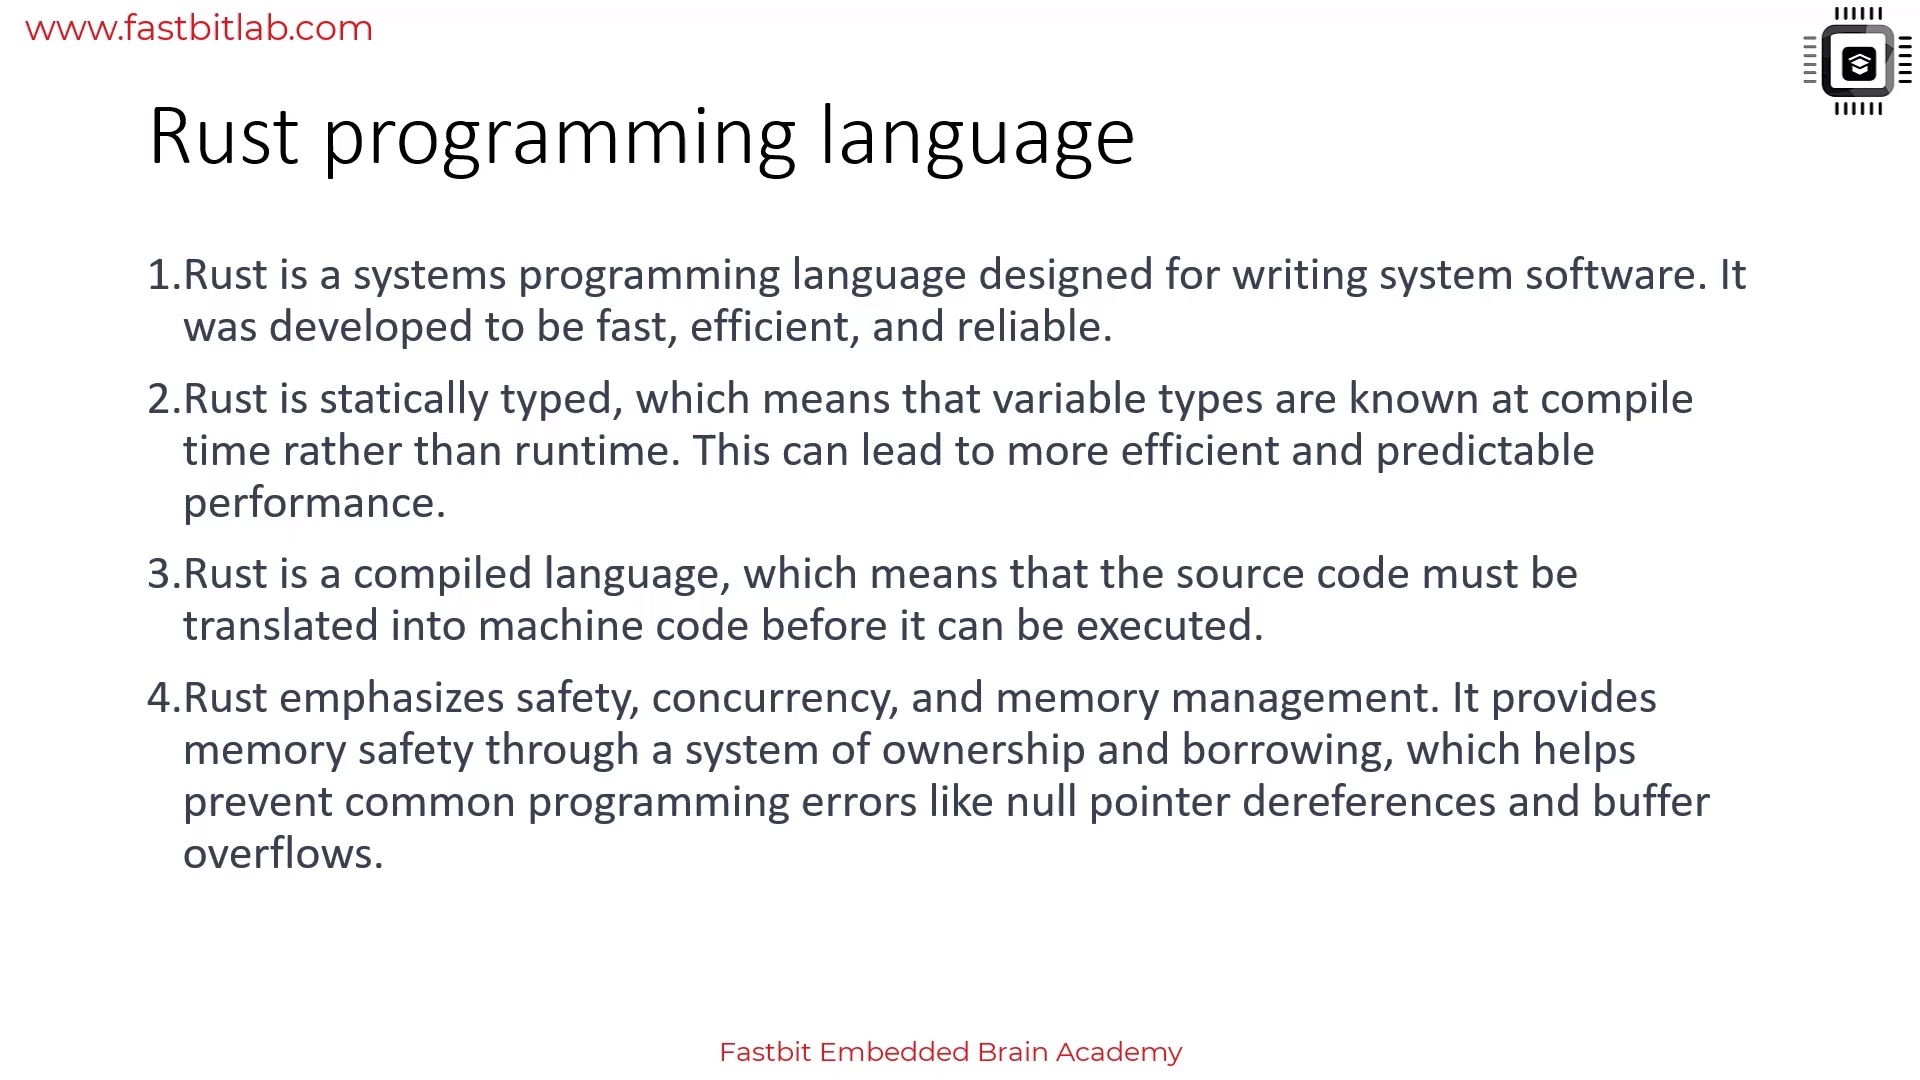 www.fastbitlab.com
Rust programming language
1.Rust is a systems programming language designed for writing system software. It
was developed to be fast, efficient, and reliable.
2.Rust is statically typed, which means that variable types are known at compile
time rather than runtime. This can lead to more efficient and predictable
performance.
3.Rust is a compiled language, which means that the source code must be
translated into machine code before it can be executed.
4.Rust emphasizes safety, concurrency, and memory management. It provides
memory safety through a system of ownership and borrowing, which helps
prevent common programming errors like null pointer dereferences and buffer
overflows.
Fastbit Embedded Brain Academy